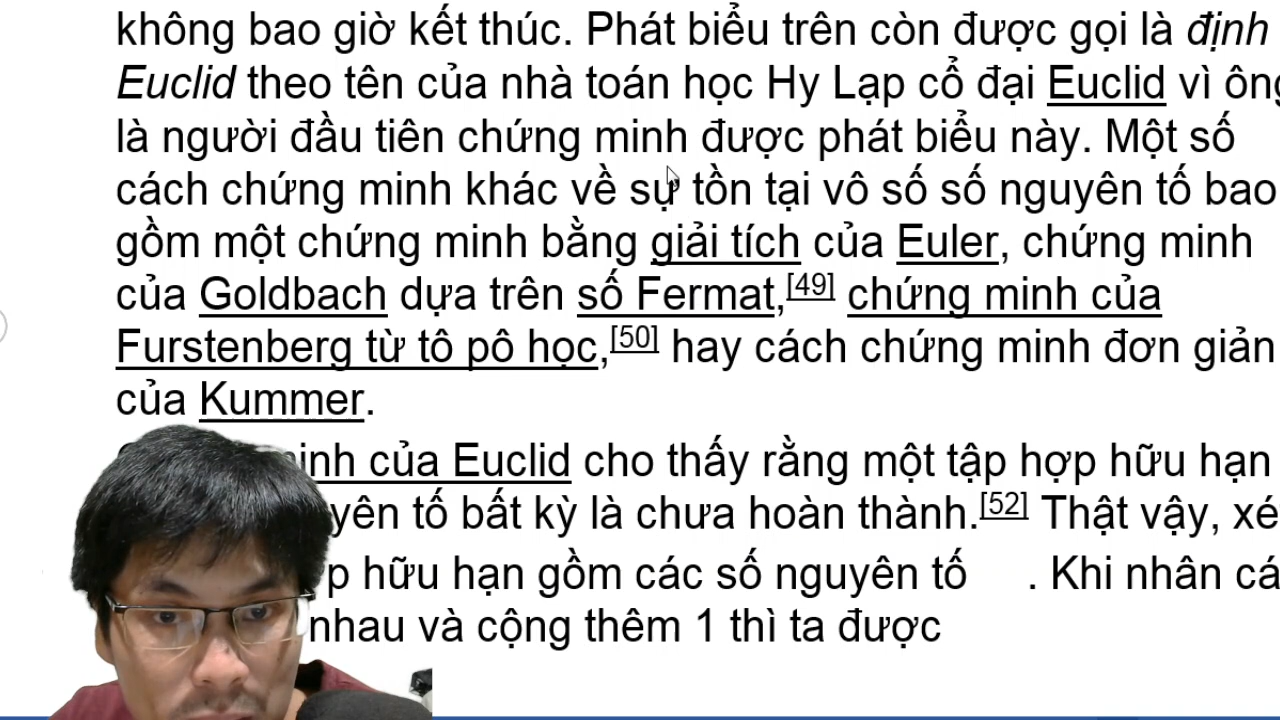 không bao giờ kết thúc. Phát biểu trên còn được gọi là định
Euclid theo tên của nhà toán học Hy Lạp cổ đại Euclid vì
là người đầu tiên chứng minh được phát biểu này. Một số
cách chứng minh khác về sự tồn tại vô số số nguyên tố bao
gồm một chứng minh bằng giải tích của Euler, chứng minh
của Goldbach dựa trên số Fermat,[49] chứng minh của
Furstenberg từ tô pô học,[50] hay cách chứng minh đơn giản
của Kummer.
của Euclid cho thấy rằng một tập hợp hữu hạn
tố bất kỳ là chưa hoàn thành.[52] Thật vậy,
hữu hạn gồm các số nguyên tố . Khi nhân
nhau và cộng thêm 1 thì ta được